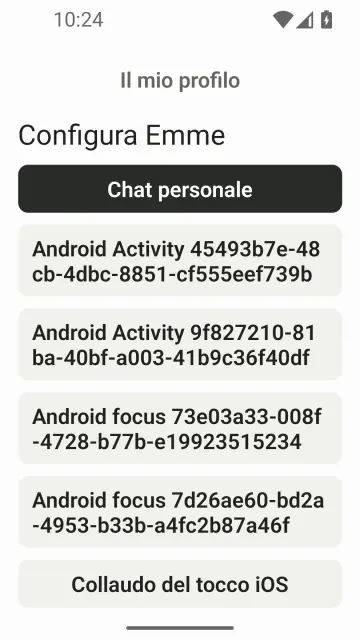 10:24
Il mio profilo
Configura Emme
Chat personale
Android Activity 45493b7e-48
cb-4dbc-8851-cf555eef739b
Android Activity 9f827210-81
ba-40bf-a003-41b9c36f40df
Android focus 73e03a33-008f
-4728-b77b-e19923515234
Android focus 7d26ae60-bd2a
-4953-b33b-a4fc2b87a46f
Collaudo del tocco iOS